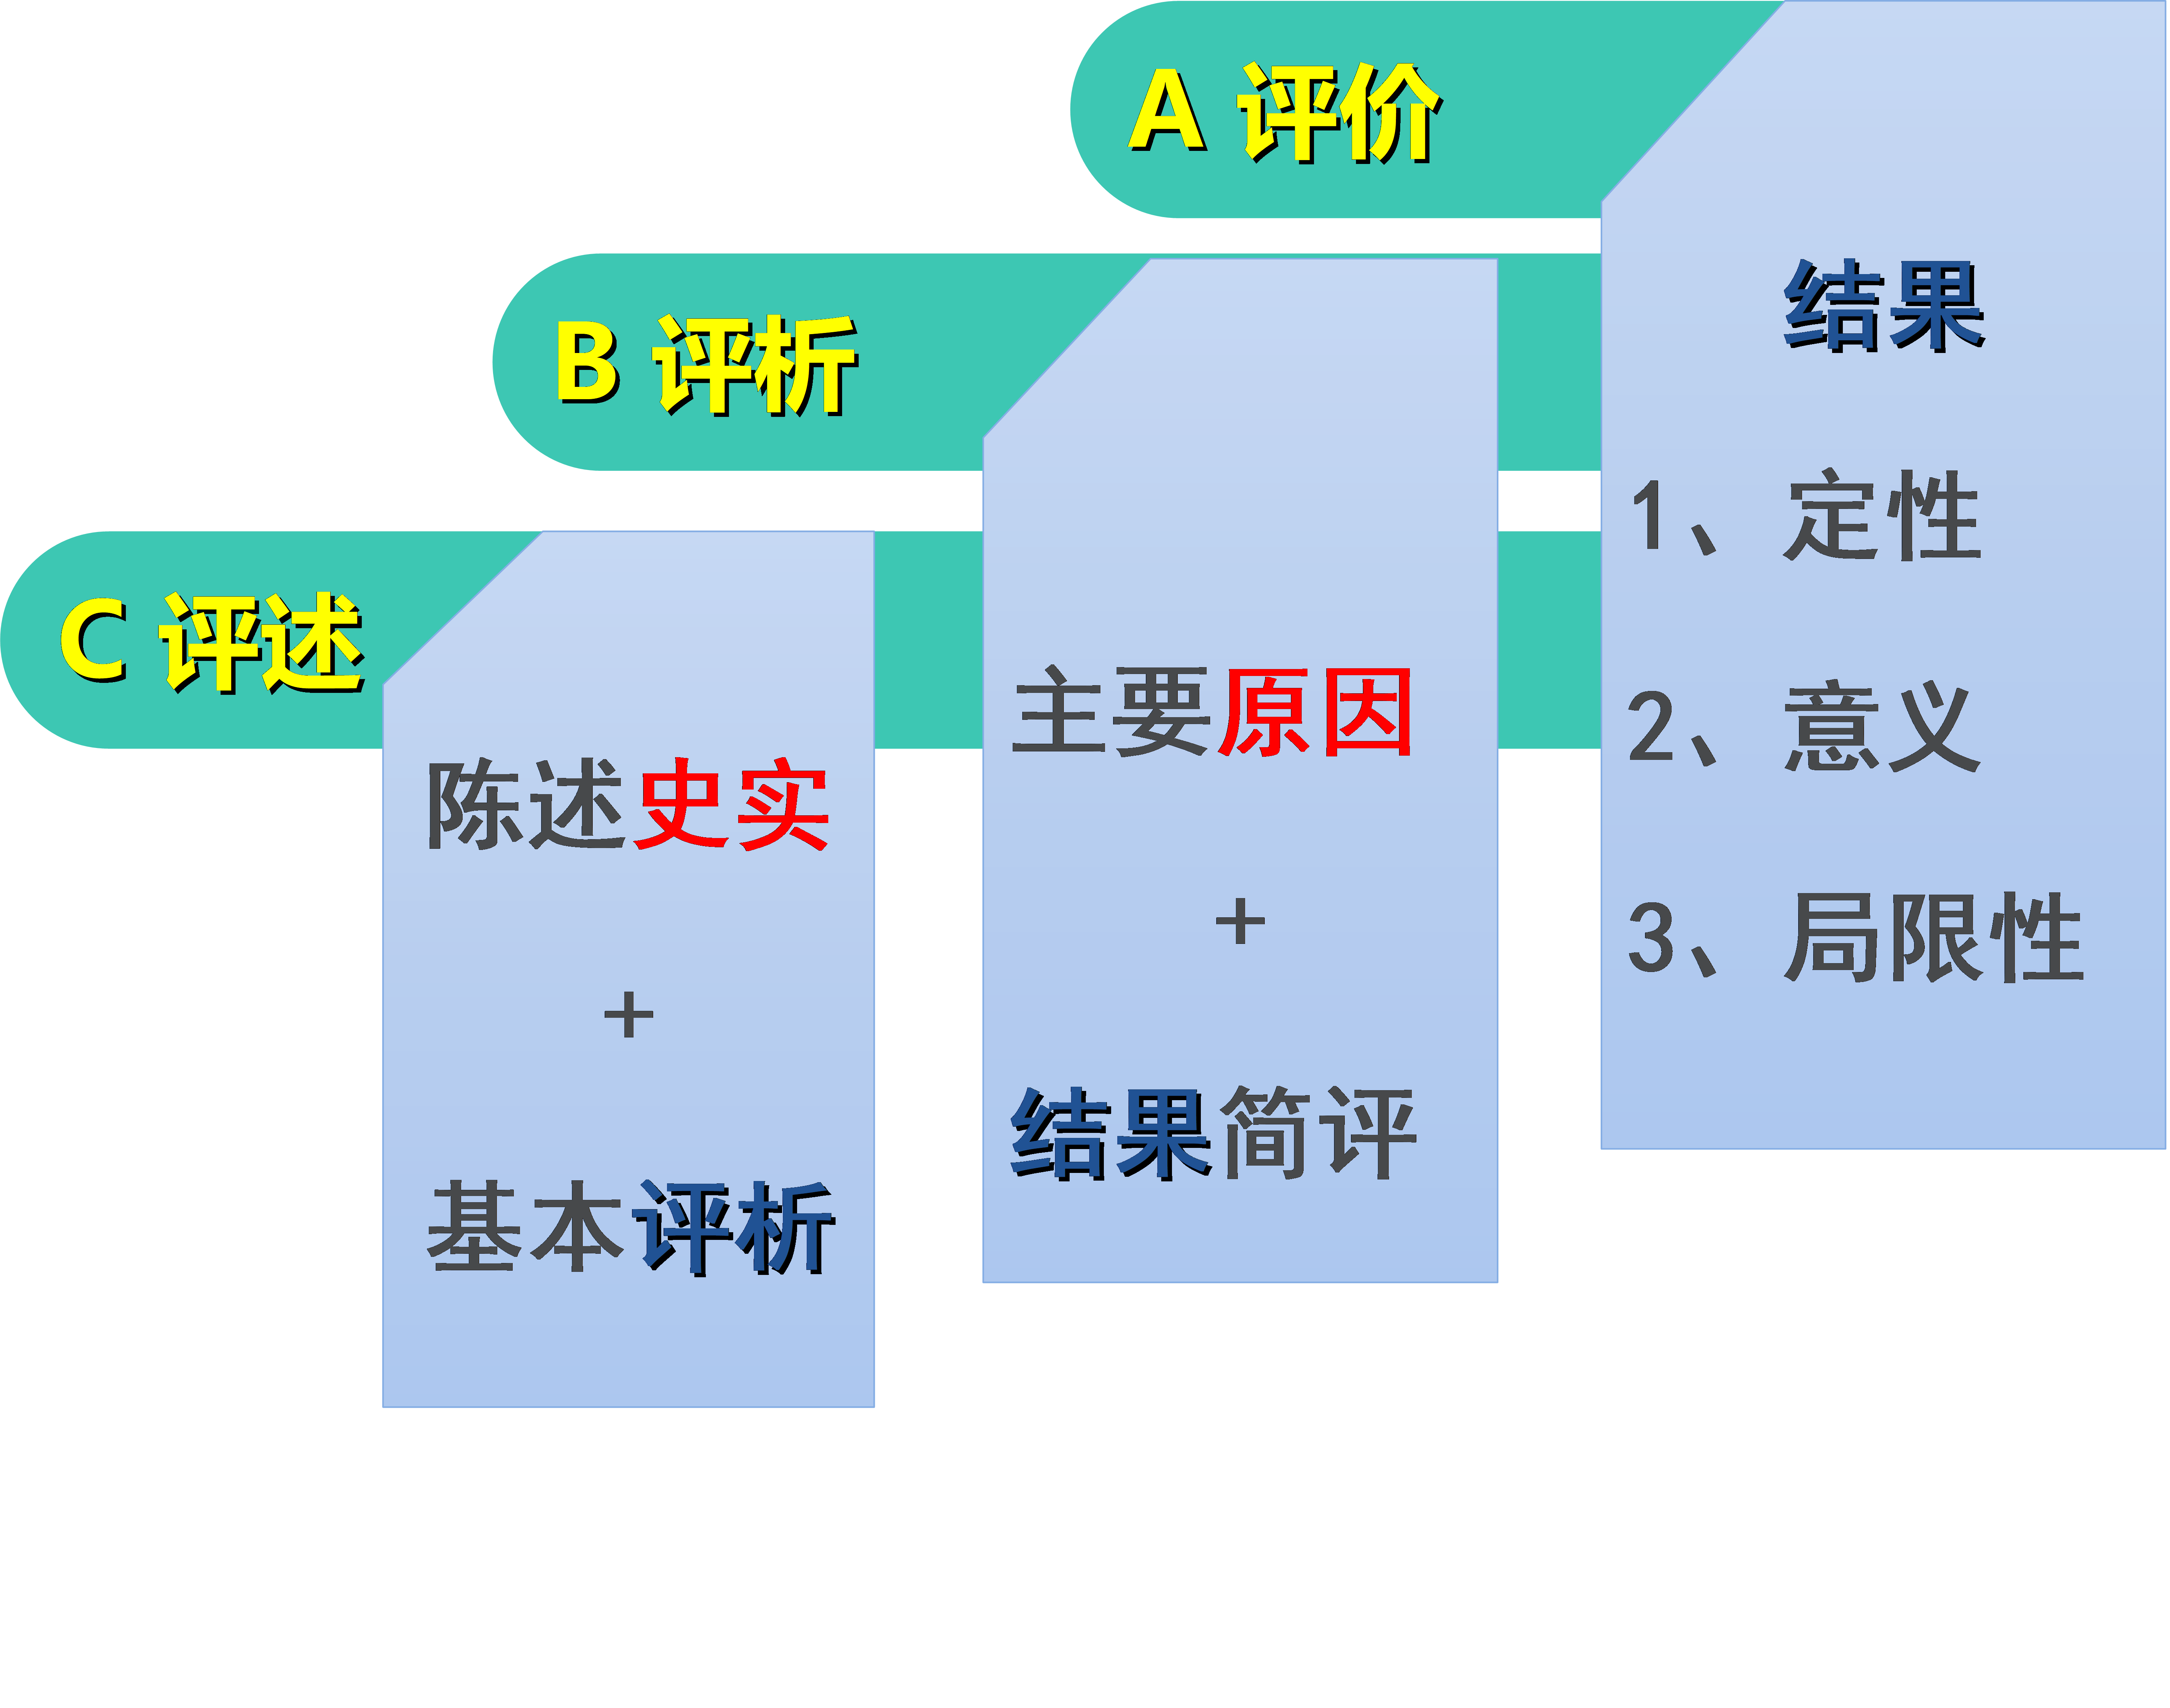 A 评价
结果
1、 定性
2、 意义
3、 局限性
B 评析
主要原因
+
结果简评
C 评述
陈述史实
+
基本评析